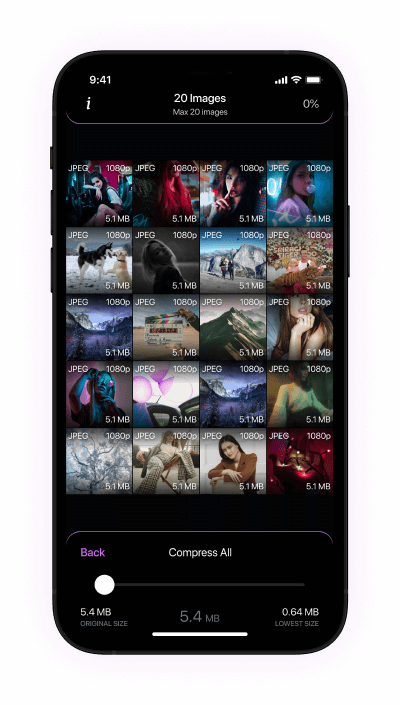 9:41
20 Images
i
0%
Max 20 images
JPEG 1080p JPEG 1080p JPEG 1080p JPEG 1080p
5.1 MB 5.1 MB 5.1 MB 5.1 MB
JPEG 1080p JPEG 1080p JPEG 1080p JPEG 1080p
5.1 MB 5.1 MB 5.1 MB 5.1 MB
JPEG 1080p JPEG 1080p JPEG 1080p JPEG 1080p
5.1 MB 5.1 MB 5.1 MB 5.1 MB
JPEG 1080p JPEG 1080p JPEG 1080p JPEG 1080p
5.1 MB 5.1 MB 5.1 MB 5.1 MB
JPEG 1080p JPEG 1080p JPEG 1080p JPEG 1080p
5.1 MB 5.1 MB 5.1 MB 5.1 MB
Back Compress All
5.4 MB 5.4 MB 0.64 MB
ORIGINAL SIZE LOWEST SIZE